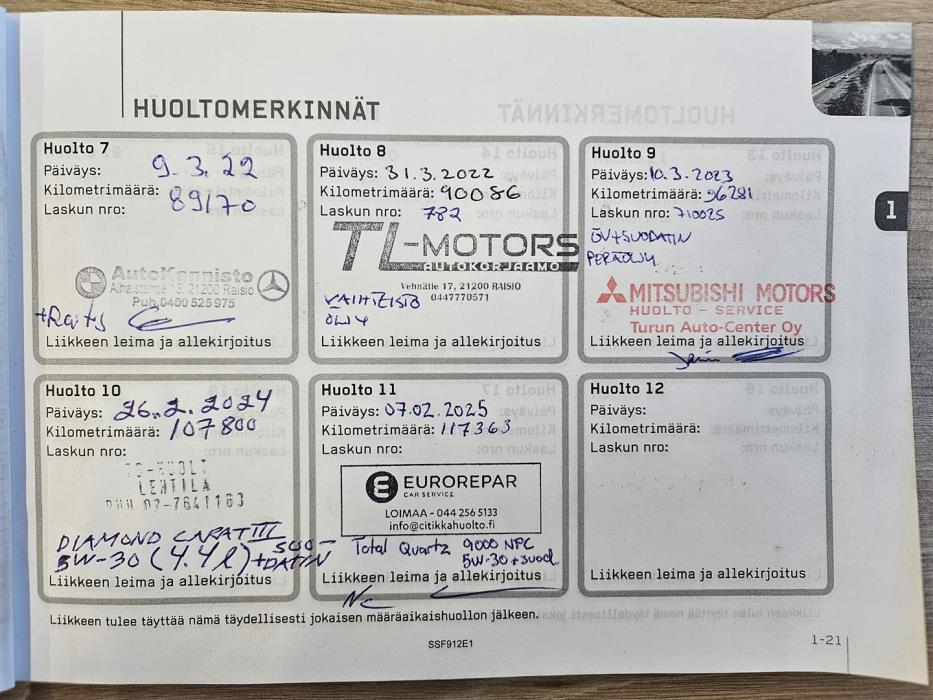 HUOLTOMERKINNÄT
1
Huolto 7
Päiväys: 9.3.22
Kilometrimäärä: 89170
Laskun nro:
AutoKannisto
21200 Raisio
Puh. 0400 525975
Liikkeen leima ja allekirjoitus
Huolto 8
Päiväys: 31.3.2022
Kilometrimäärä: 90086
Laskun nro: 782
TL-MOTORS
AUTOKORJAAMO
Vehnätie 17, 21200 RAISIO
0447770571
VAIHTEISTO
ÖLJY
Liikkeen leima ja allekirjoitus
Huolto 9
Päiväys: 10.3.2023
Kilometrimäärä: 96281
Laskun nro: 710025
ÖV+SUODATIN
PERÄÖLJY
MITSUBISHI MOTORS
HUOLTO - SERVICE
Turun Auto-Center Oy
Liikkeen leima ja allekirjoitus
Huolto 10
Päiväys: 26.2.2024
Kilometrimäärä: 107800
Laskun nro:
LEHTILÄ
PUH 02-7641163
DIAMOND CARAT III
5W-30 (4.4l) + SUO-
DATIN
Liikkeen leima ja allekirjoitus
Huolto 11
Päiväys: 07.02.2025
Kilometrimäärä: 117363
Laskun nro:
EUROREPAR
CAR SERVICE
LOIMAA - 044 256 5133
info@citikkahuolto.fi
Total Quartz 9000 NFC
5W-30 + suod.
Liikkeen leima ja allekirjoitus
Huolto 12
Päiväys:
Kilometrimäärä:
Laskun nro:
Liikkeen leima ja allekirjoitus
Liikkeen tulee täyttää nämä täydellisesti jokaisen määräaikaishuollon jälkeen.
SSF912E1
1-21